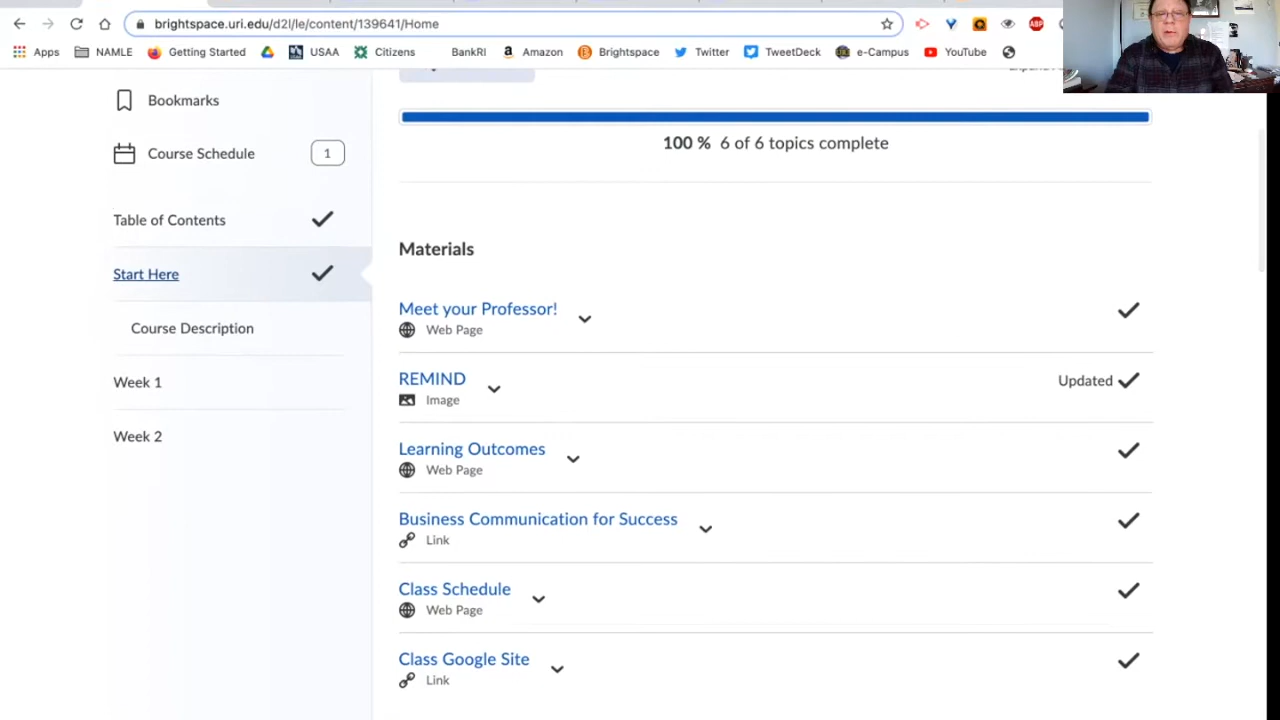 brightspace.uri.edu/d2l/le/content/139641/Home
ABP
Apps NAMLE Getting Started USAA Citizens BankRI Amazon Brightspace Twitter TweetDeck e-Campus YouTube
Bookmarks
Course Schedule 1
Table of Contents
Start Here
Course Description
Week 1
Week 2
100 % 6 of 6 topics complete
Materials
Meet your Professor!
Web Page
REMIND
Image
Updated
Learning Outcomes
Web Page
Business Communication for Success
Link
Class Schedule
Web Page
Class Google Site
Link